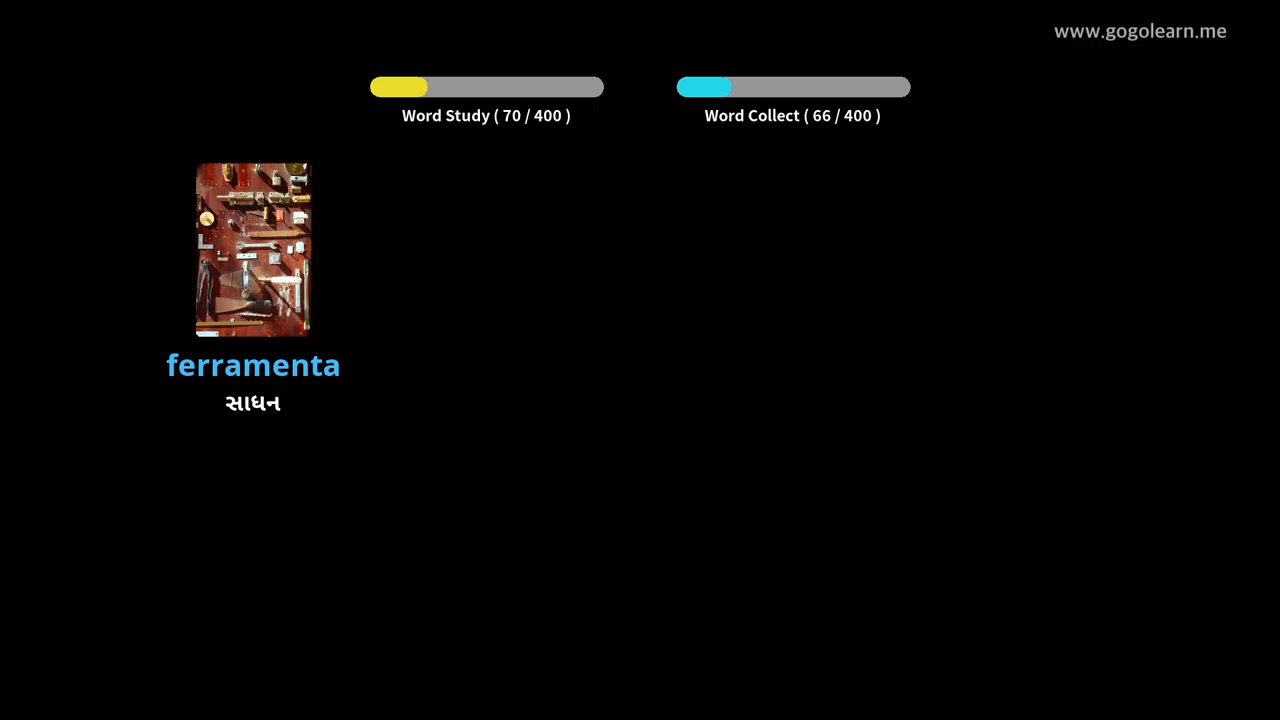 www.gogolearn.me
Word Study ( 70 / 400 )
Word Collect ( 66 / 400 )
ferramenta
સાધન